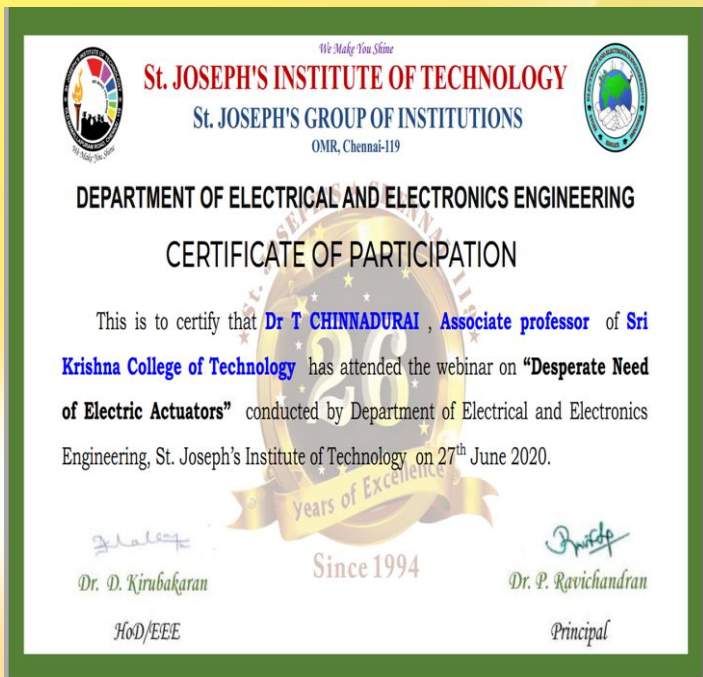 We Make You Shine
St. JOSEPH'S INSTITUTE OF TECHNOLOGY
St. JOSEPH'S GROUP OF INSTITUTIONS
OMR, Chennai-119
DEPARTMENT OF ELECTRICAL AND ELECTRONICS ENGINEERING
CERTIFICATE OF PARTICIPATION
This is to certify that Dr T CHINNADURAI , Associate professor of Sri
Krishna College of Technology has attended the webinar on “Desperate Need
of Electric Actuators” conducted by Department of Electrical and Electronics
Engineering, St. Joseph’s Institute of Technology on 27th June 2020.
26
Years of Excellence
Since 1994
Dr. D. Kirubakaran
HoD/EEE
Dr. P. Ravichandran
Principal